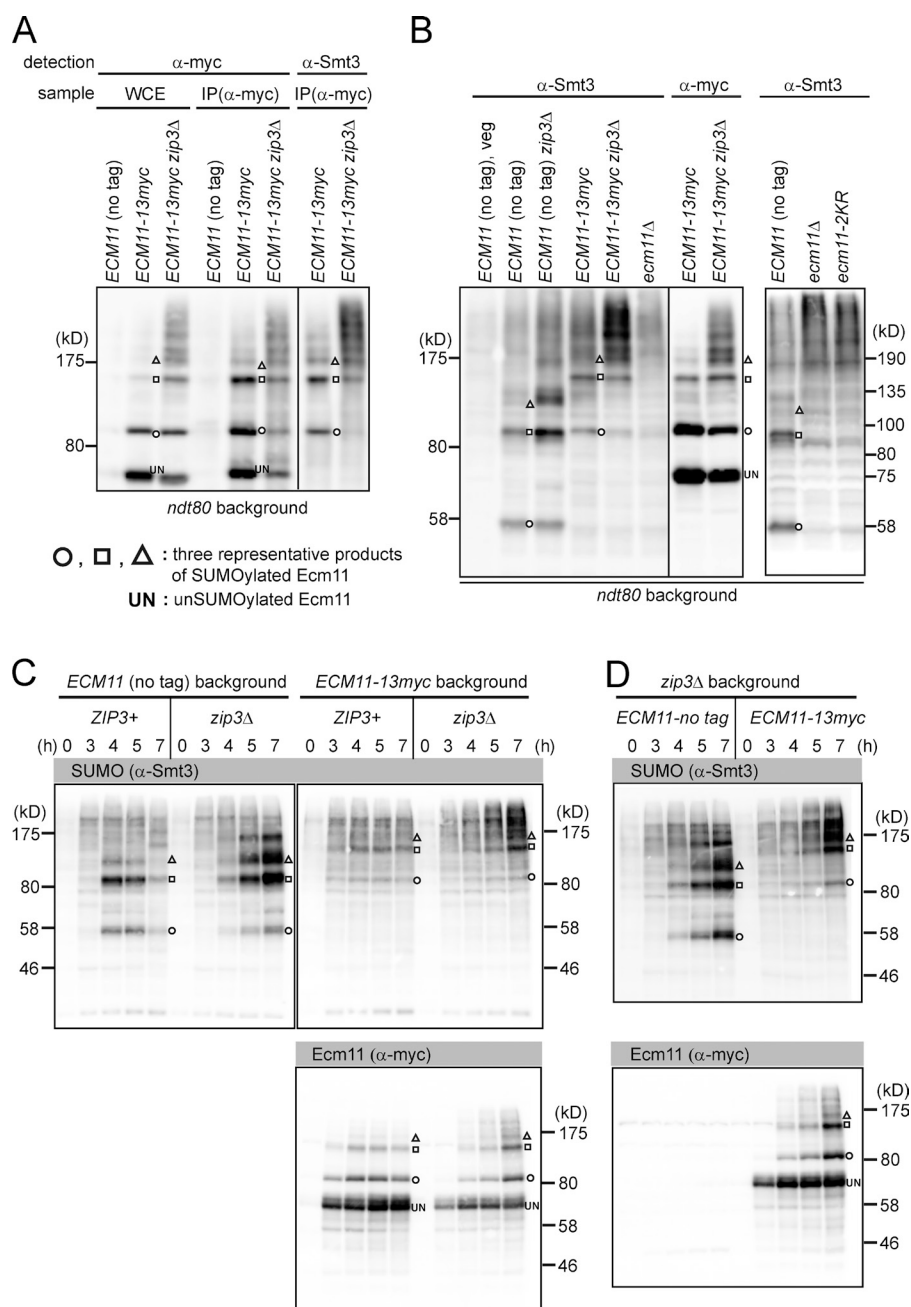 A
detection α-myc α-Smt3
sample WCE IP(α-myc) IP(α-myc)
ECM11 (no tag)
ECM11-13myc
ECM11-13myc zip3Δ
ECM11 (no tag)
ECM11-13myc
ECM11-13myc zip3Δ
ECM11-13myc
ECM11-13myc zip3Δ
(kD)
175
80
UN UN
ndt80 background
, , : three representative products
of SUMOylated Ecm11
UN : unSUMOylated Ecm11
B
α-Smt3 α-myc α-Smt3
ECM11 (no tag), veg
ECM11 (no tag)
ECM11 (no tag) zip3Δ
ECM11-13myc
ECM11-13myc zip3Δ
ecm11Δ
ECM11-13myc
ECM11-13myc zip3Δ
ECM11 (no tag)
ecm11Δ
ecm11-2KR
(kD) (kD)
175 190
135
100
80 80
UN 75
58 58
ndt80 background
C
ECM11 (no tag) background ECM11-13myc background
ZIP3+ zip3Δ ZIP3+ zip3Δ
(h) 0 3 4 5 7 0 3 4 5 7 0 3 4 5 7 0 3 4 5 7 (h)
SUMO (α-Smt3)
(kD) (kD)
175 175
80 80
58 58
46 46
Ecm11 (α-myc)
(kD)
175
80
UN UN
58
46
D
zip3Δ background
ECM11-no tag ECM11-13myc
0 3 4 5 7 0 3 4 5 7 (h)
SUMO (α-Smt3)
(kD)
175
80
58
46
Ecm11 (α-myc)
(kD)
175
80
UN
58
46